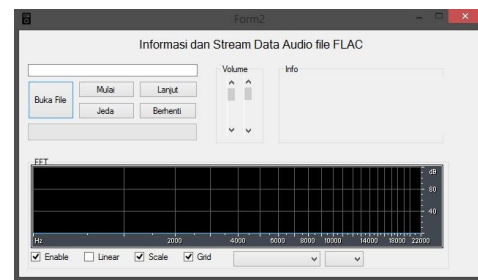 Form2
Informasi dan Stream Data Audio file FLAC
Volume Info
Buka File Mulai Lanjut
Jeda Berhenti
FFT
dB
80
40
Hz 2000 4000 6000 8000 10000 14000 18000 22000
Enable Linear Scale Grid